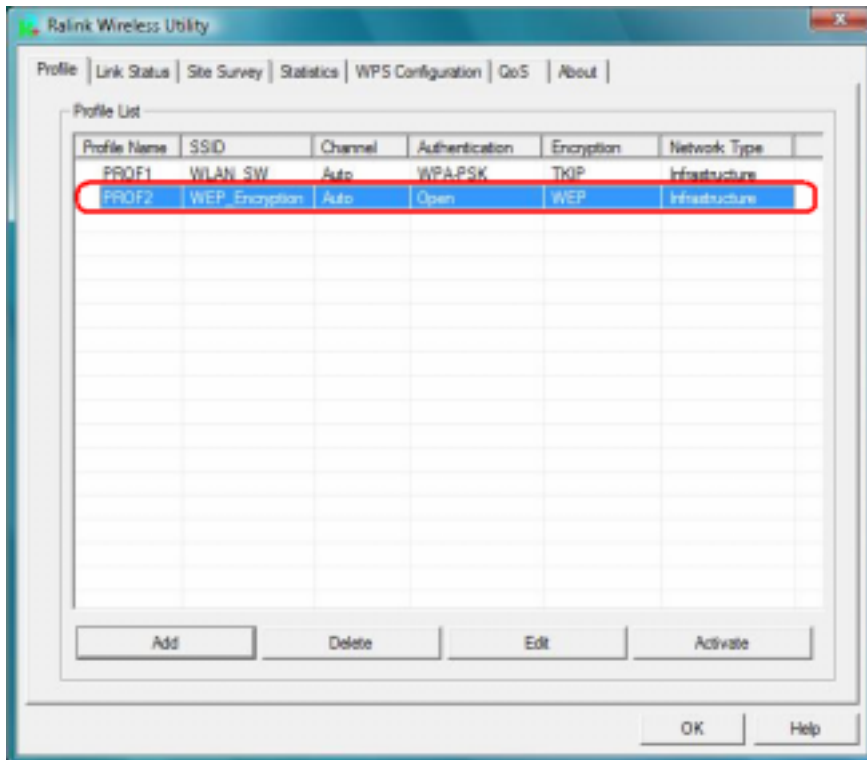 Ralink Wireless Utility
Profile Link Status Site Survey Statistics WPS Configuration QoS About
Profile List
Profile Name SSID Channel Authentication Encryption Network Type
PROF1 WLAN_SW Auto WPA-PSK TKIP Infrastructure
PROF2 WEP_Encryption Auto Open WEP Infrastructure
Add Delete Edit Activate
OK Help